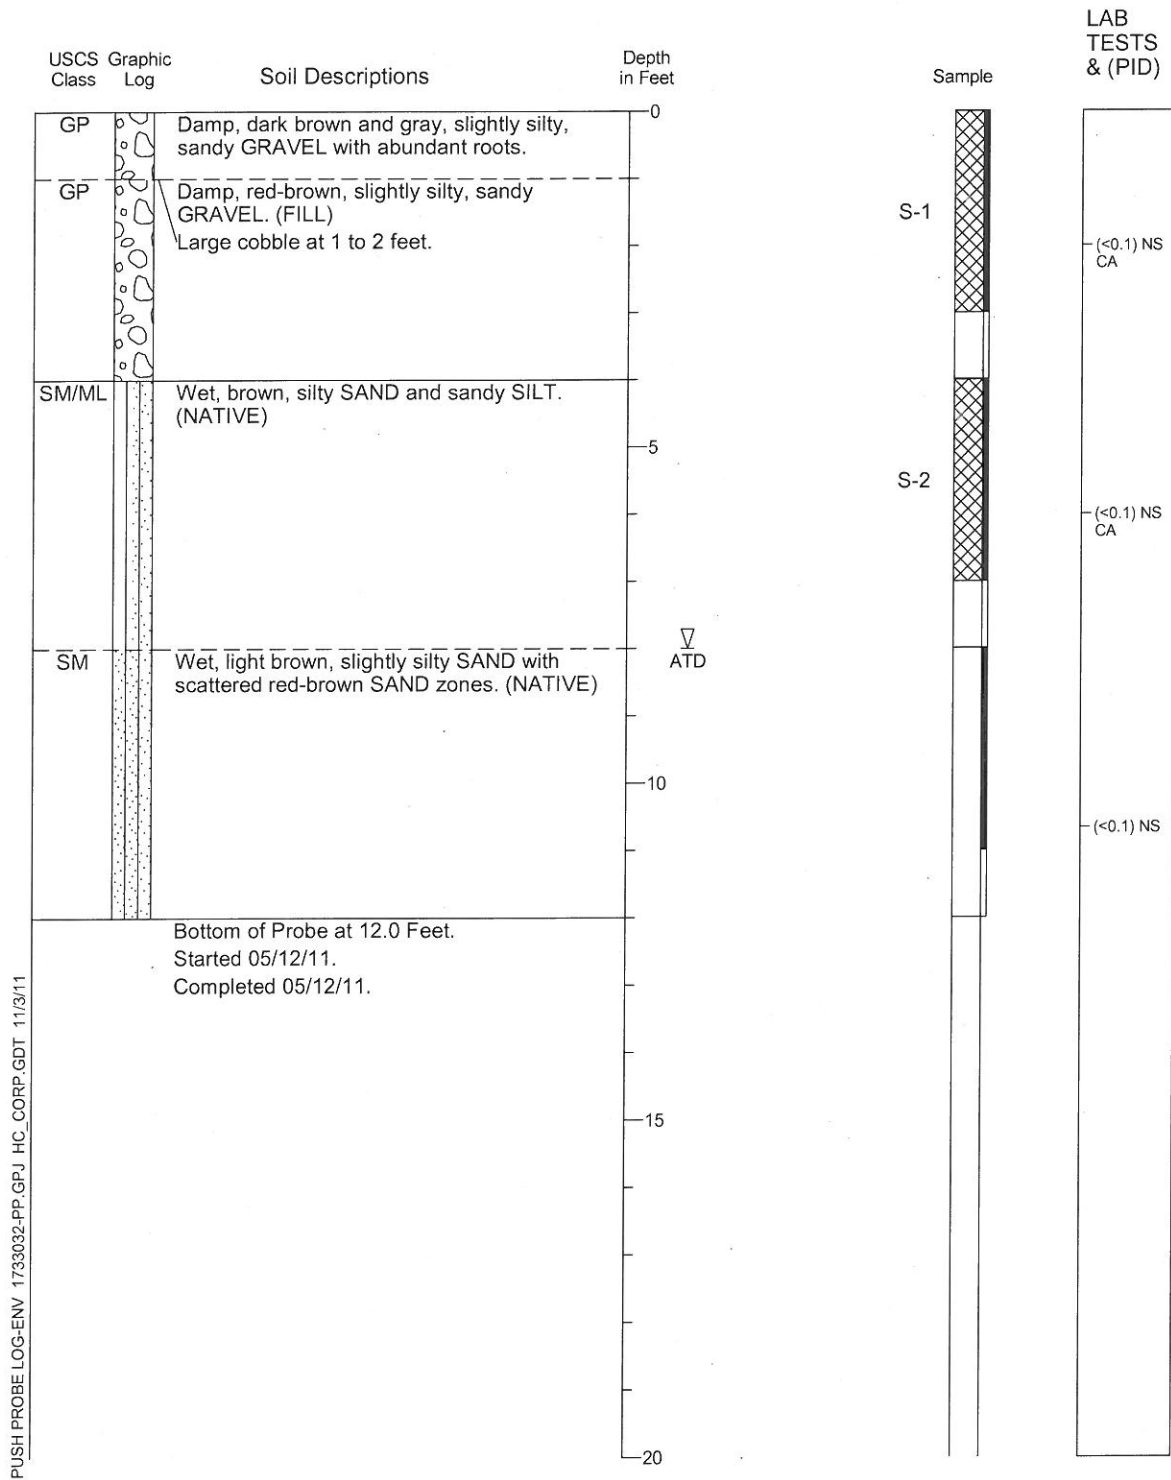 LAB
TESTS
& (PID)
USCS Graphic
Class Log
Soil Descriptions
Depth
in Feet
Sample
0
GP
Damp, dark brown and gray, slightly silty,
sandy GRAVEL with abundant roots.
GP
Damp, red-brown, slightly silty, sandy
GRAVEL. (FILL)
Large cobble at 1 to 2 feet.
S-1
(<0.1) NS
CA
SM/ML
Wet, brown, silty SAND and sandy SILT.
(NATIVE)
5
S-2
(<0.1) NS
CA
ATD
SM
Wet, light brown, slightly silty SAND with
scattered red-brown SAND zones. (NATIVE)
10
(<0.1) NS
Bottom of Probe at 12.0 Feet.
Started 05/12/11.
Completed 05/12/11.
15
20
PUSH PROBE LOG-ENV 1733032-PP.GPJ HC_CORP.GDT 11/3/11